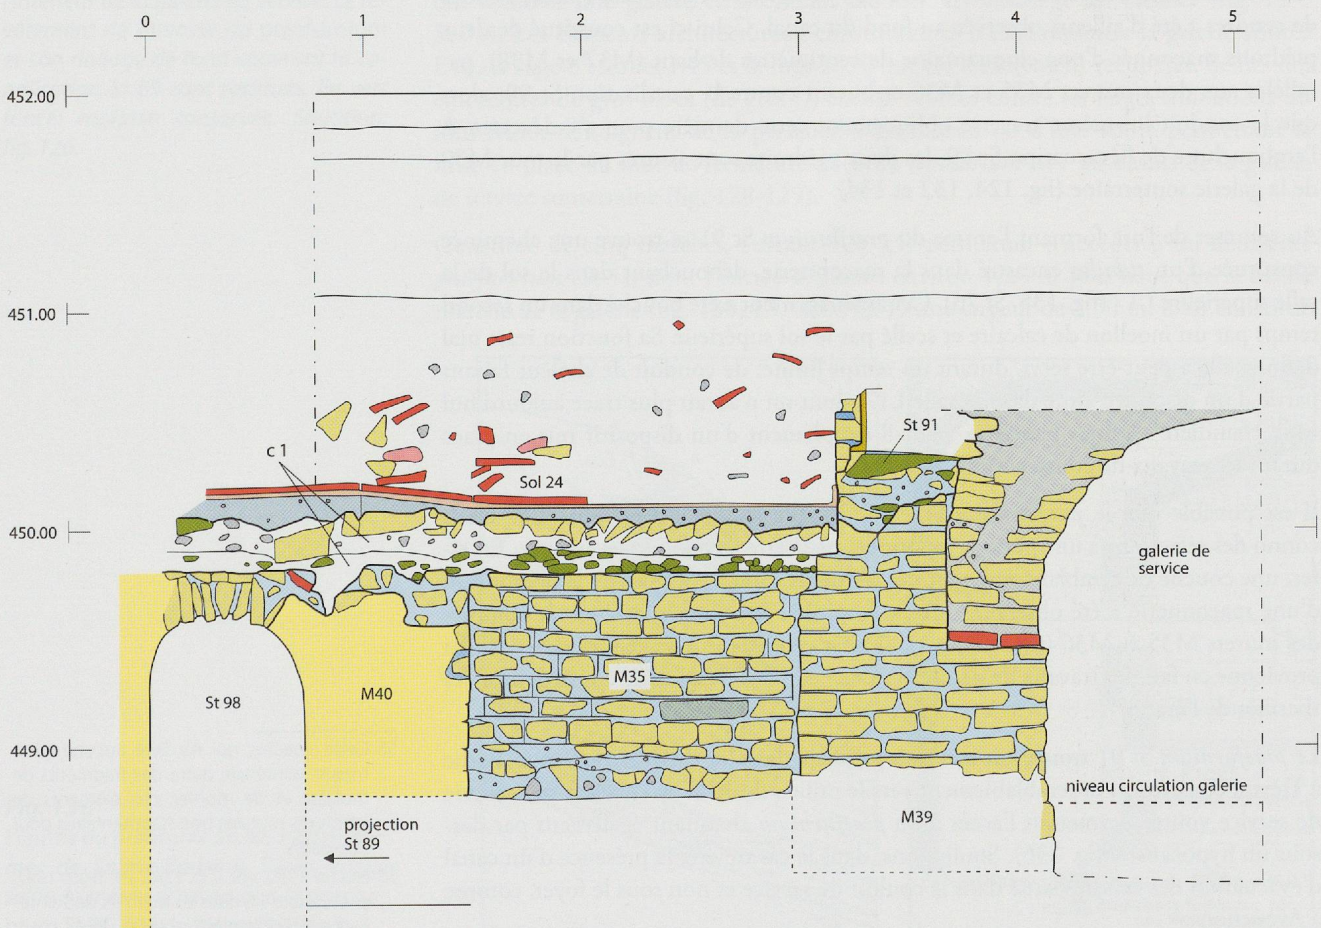 0 1 2 3 4 5
452.00
451.00
St 91
c 1
Sol 24
450.00
galerie de
service
M35
M40
St 98
449.00
niveau circulation galerie
M39
projection
St 89